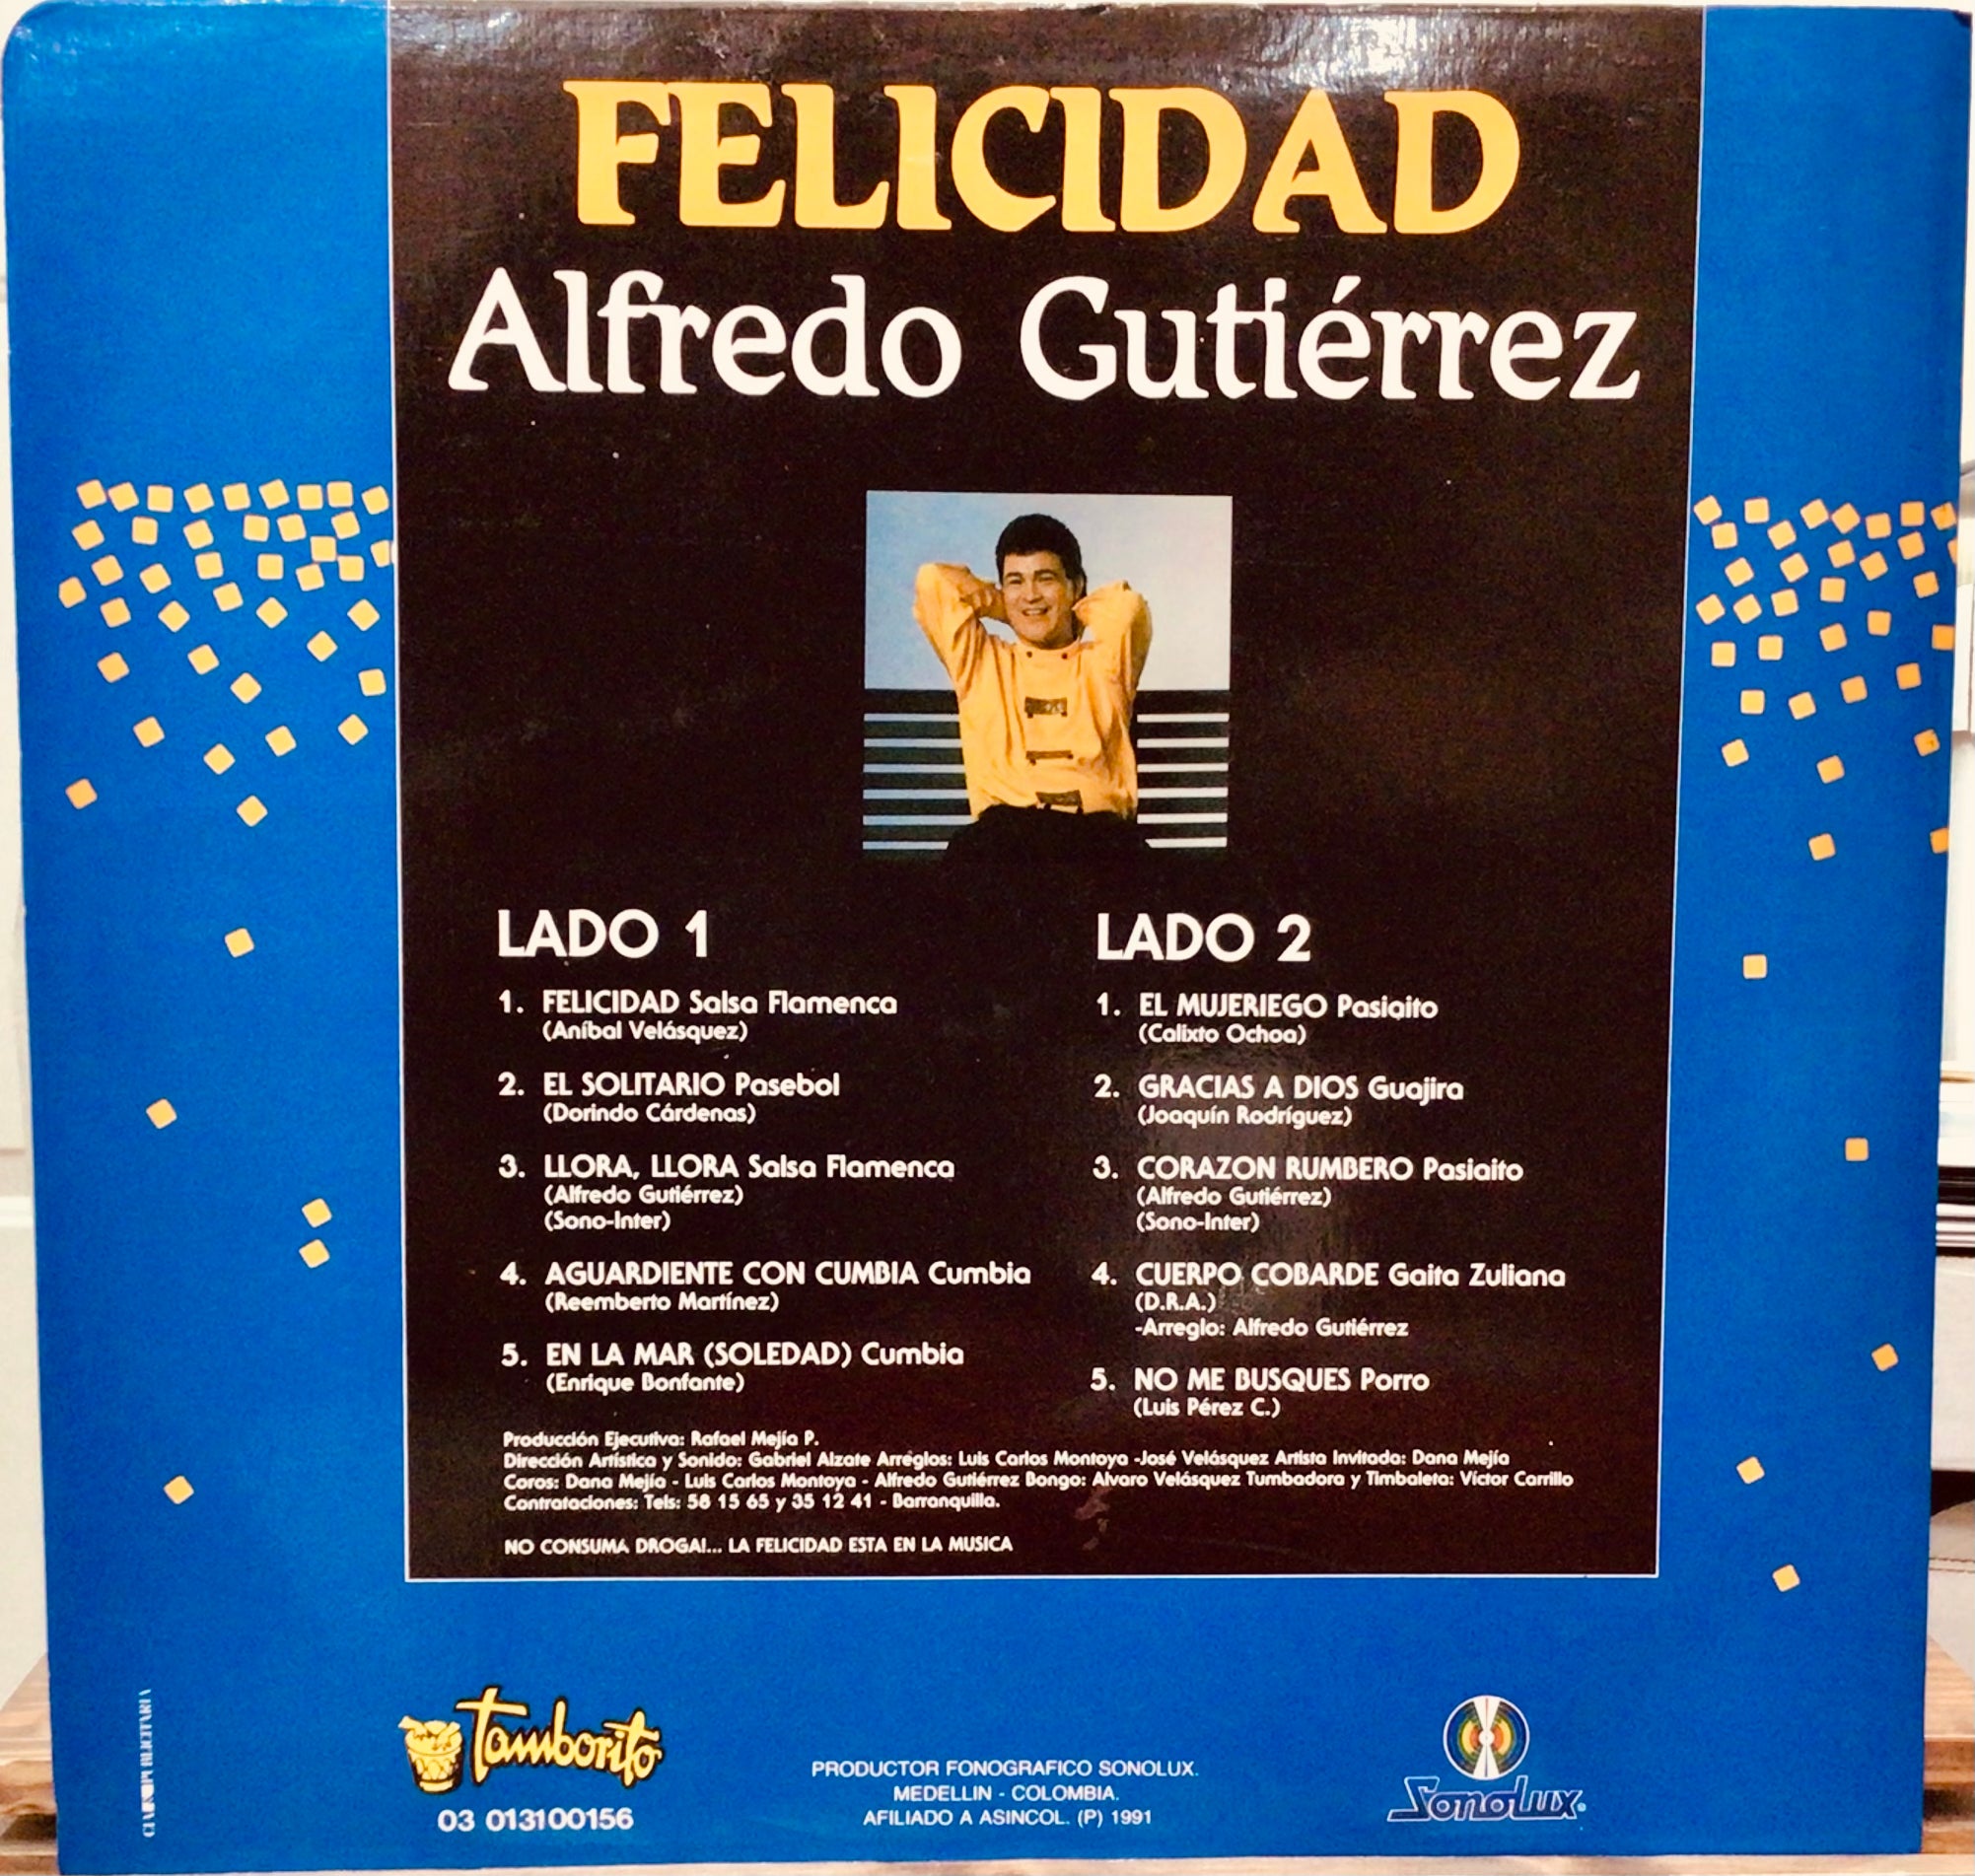 FELICIDAD
Alfredo Gutiérrez
LADO 1
1. FELICIDAD Salsa Flamenca
(Aníbal Velásquez)
2. EL SOLITARIO Pasebol
(Dorindo Cárdenas)
3. LLORA, LLORA Salsa Flamenca
(Alfredo Gutiérrez)
(Sono-Inter)
4. AGUARDIENTE CON CUMBIA Cumbia
(Reemberto Martínez)
5. EN LA MAR (SOLEDAD) Cumbia
(Enrique Bonfante)
LADO 2
1. EL MUJERIEGO Pasiaito
(Calixto Ochoa)
2. GRACIAS A DIOS Guajira
(Joaquín Rodríguez)
3. CORAZON RUMBERO Pasiaito
(Alfredo Gutiérrez)
(Sono-Inter)
4. CUERPO COBARDE Gaita Zuliana
(D.R.A.)
-Arreglo: Alfredo Gutiérrez
5. NO ME BUSQUES Porro
(Luis Pérez C.)
Producción Ejecutiva: Rafael Mejía P.
Dirección Artística y Sonido: Gabriel Alzate Arreglos: Luis Carlos Montoya -José Velásquez Artista Invitada: Dana Mejía
Coros: Dana Mejía - Luis Carlos Montoya - Alfredo Gutiérrez Bongo: Alvaro Velásquez Tumbadora y Timbaleta: Víctor Carrillo
Contrataciones: Tels: 58 15 65 y 35 12 41 - Barranquilla.
NO CONSUMA DROGA!... LA FELICIDAD ESTA EN LA MUSICA
Tamborito
03 013100156
PRODUCTOR FONOGRAFICO SONOLUX.
MEDELLIN - COLOMBIA.
AFILIADO A ASINCOL. (P) 1991
Sonolux